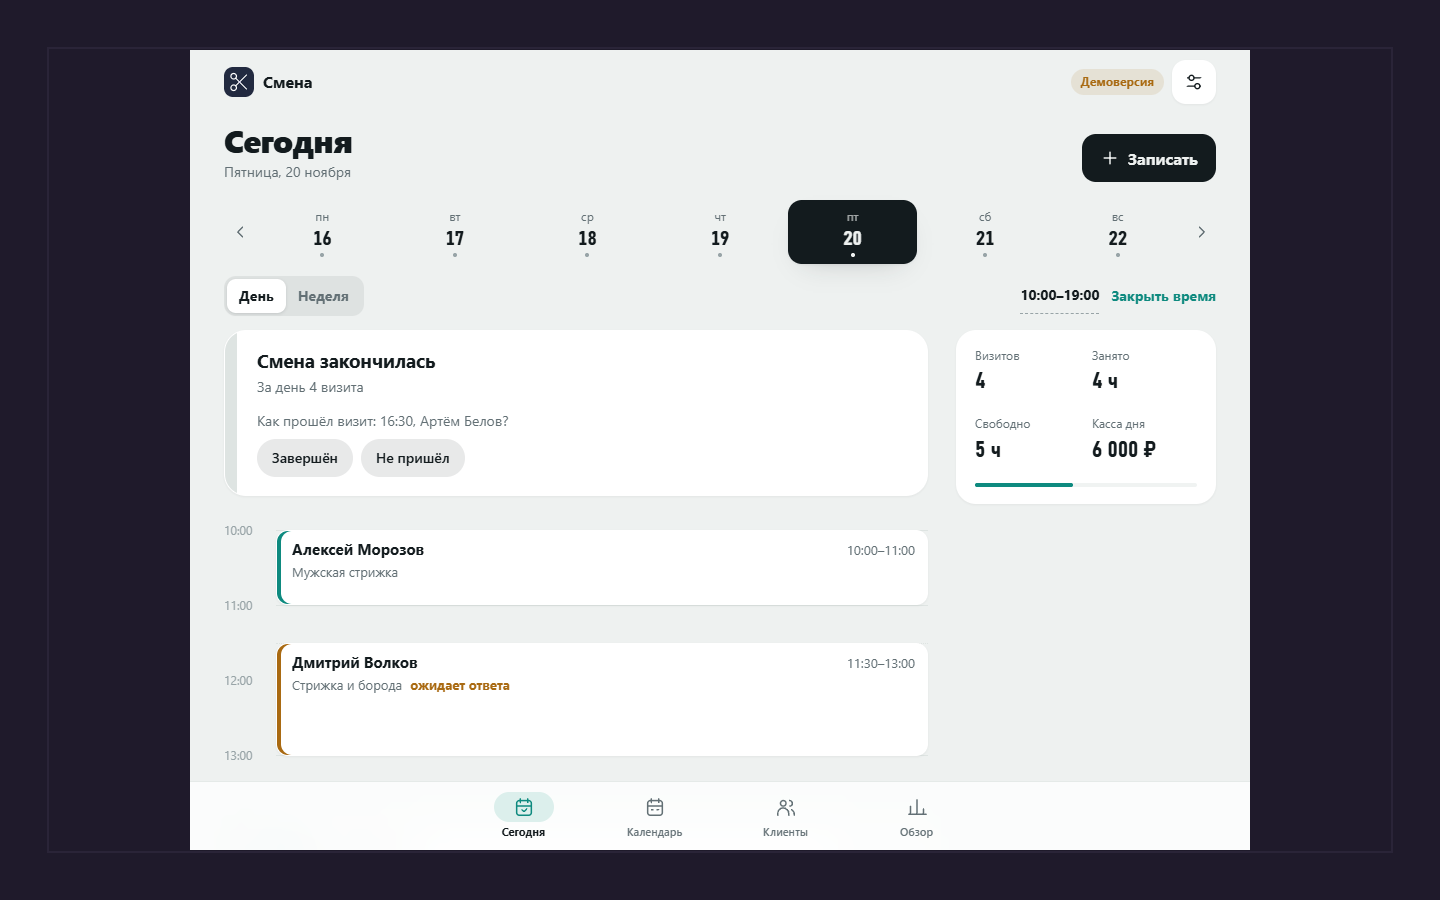 Смена
Демоверсия
Сегодня
Пятница, 20 ноября
Записать
пн
16
вт
17
ср
18
чт
19
пт
20
сб
21
вс
22
День
Неделя
10:00–19:00
Закрыть время
Смена закончилась
За день 4 визита
Как прошёл визит: 16:30, Артём Белов?
Завершён
Не пришёл
Визитов
4
Занято
4 ч
Свободно
5 ч
Касса дня
6 000 ₽
10:00
Алексей Морозов
10:00–11:00
Мужская стрижка
11:00
Дмитрий Волков
11:30–13:00
12:00
Стрижка и борода ожидает ответа
13:00
Сегодня
Календарь
Клиенты
Обзор